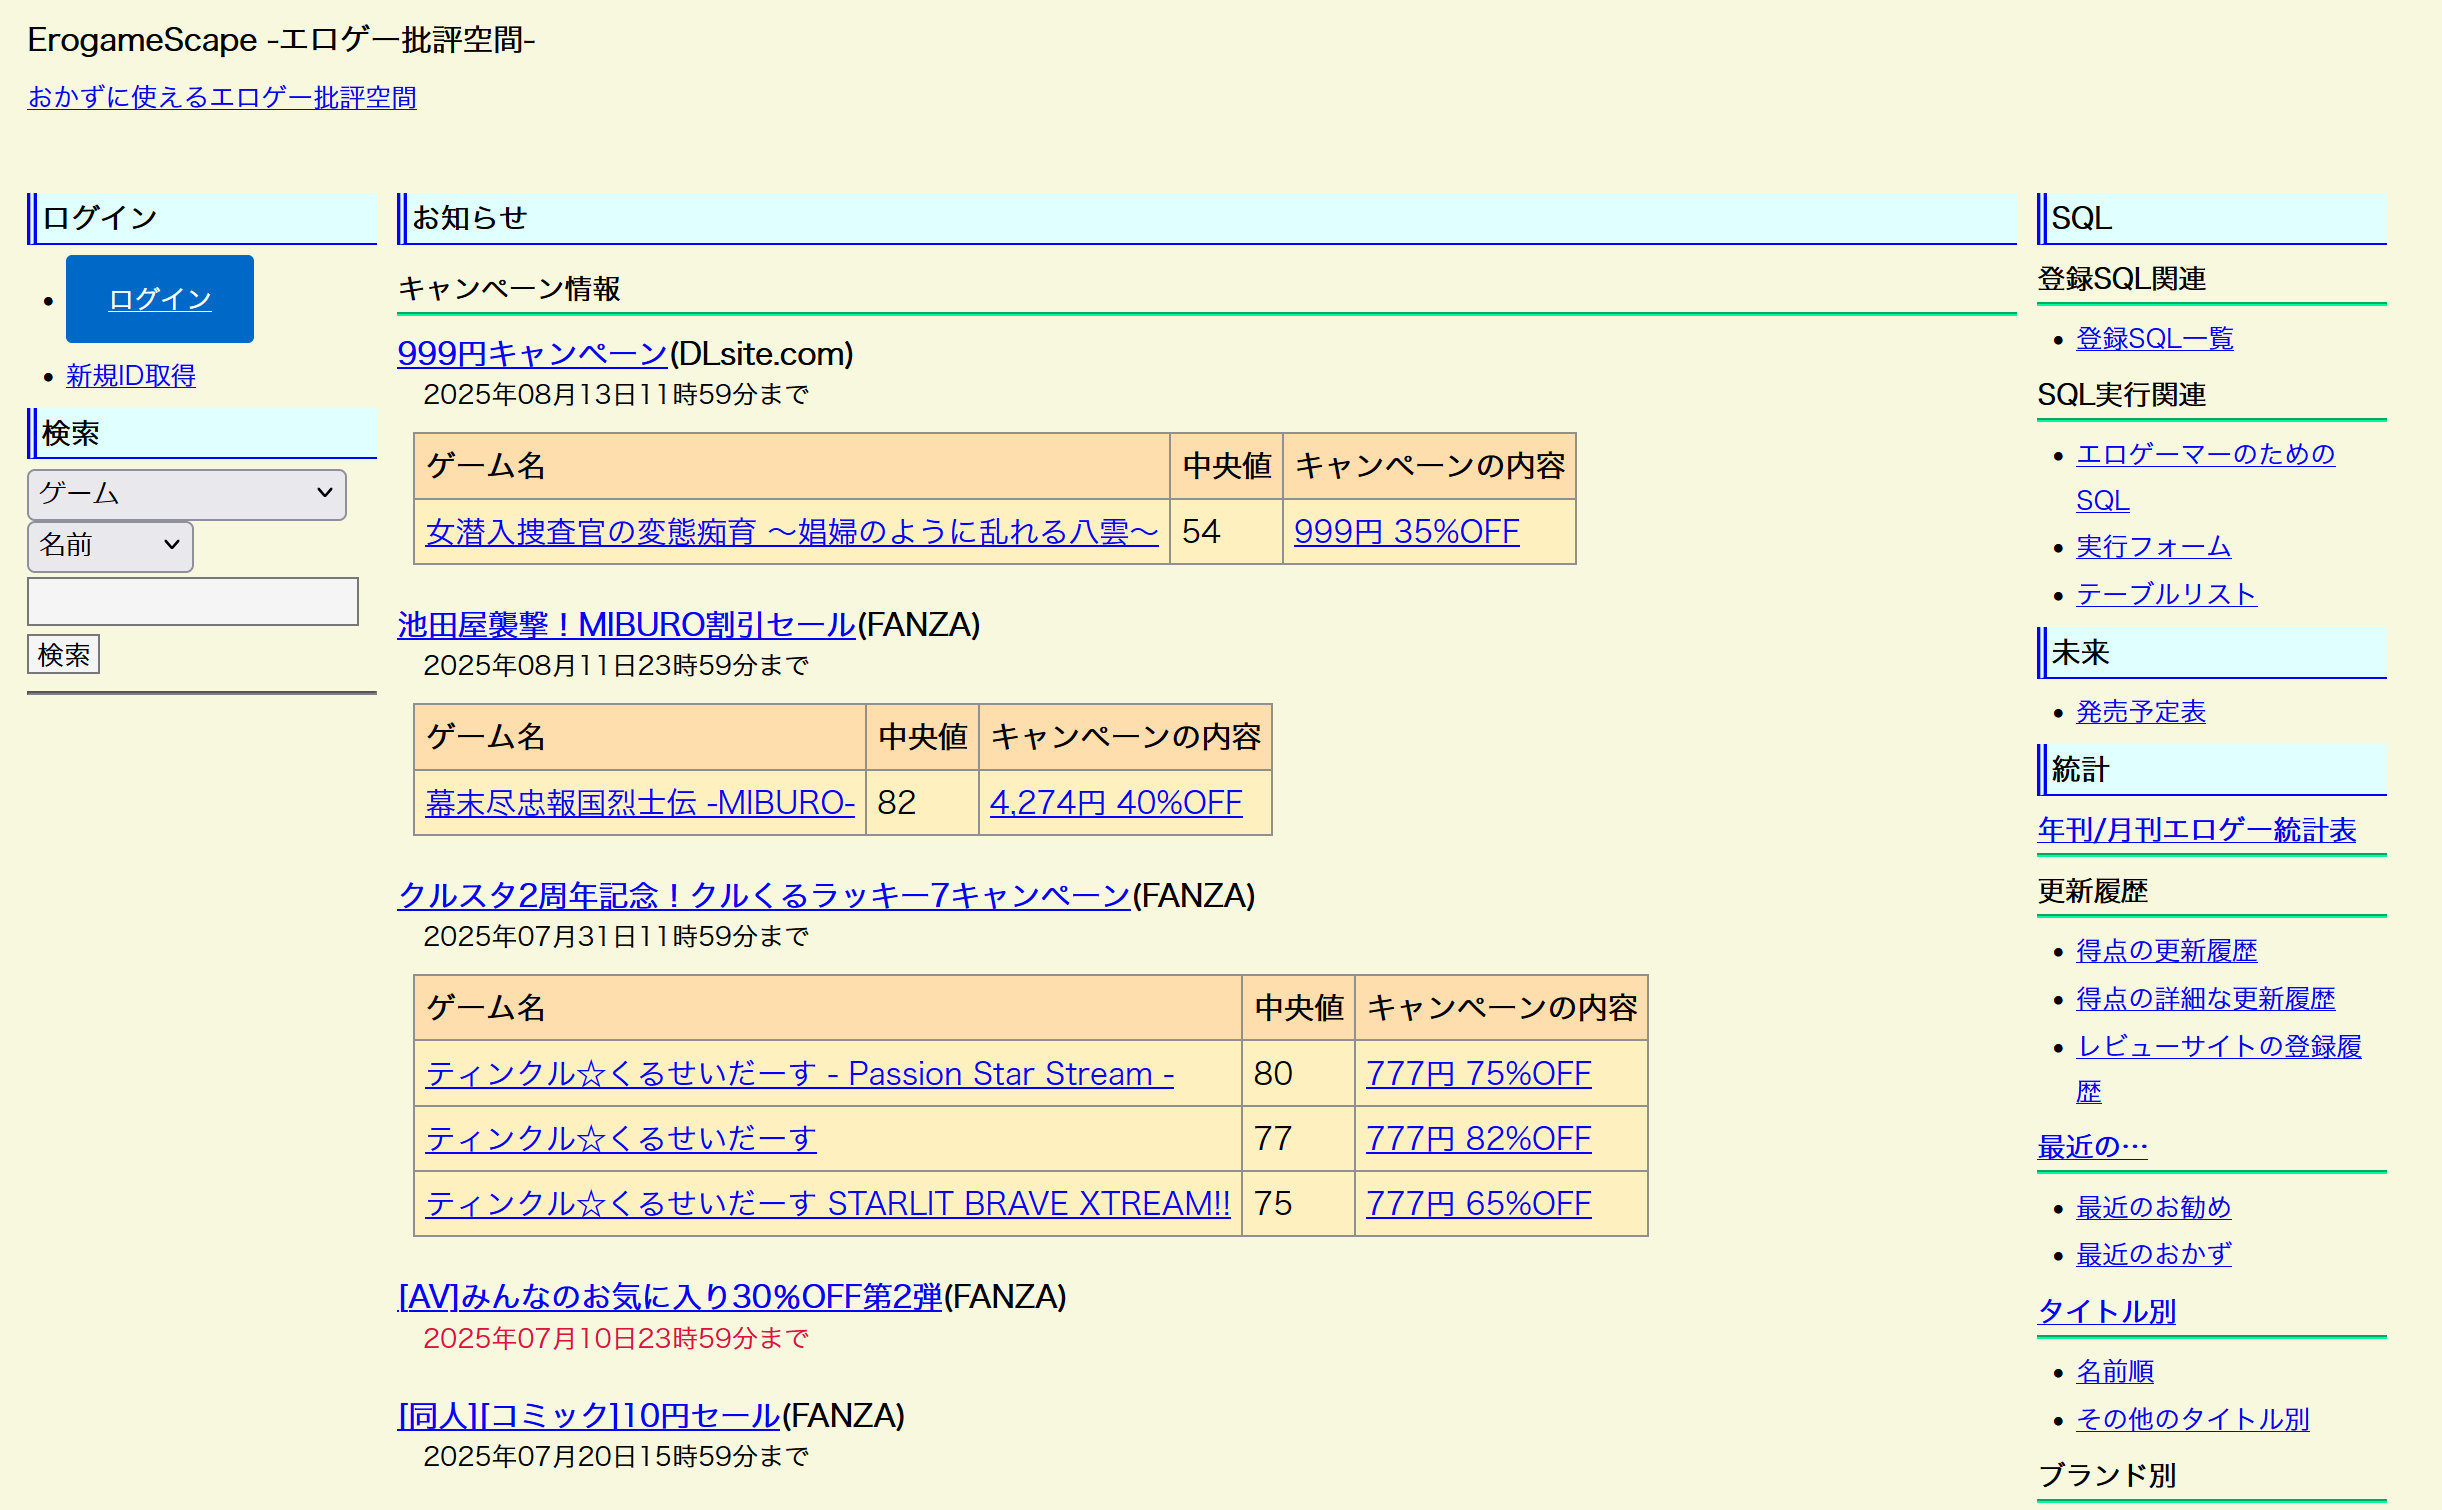 ErogameScape -エロゲー批評空間-
おかずに使えるエロゲー批評空間
ログイン
ログイン
新規ID取得
検索
ゲーム
名前
検索
お知らせ
キャンペーン情報
999円キャンペーン(DLsite.com)
2025年08月13日11時59分まで
ゲーム名 中央値 キャンペーンの内容
女潜入捜査官の変態痴育 ～娼婦のように乱れる八雲～ 54 999円 35%OFF
池田屋襲撃！MIBURO割引セール(FANZA)
2025年08月11日23時59分まで
ゲーム名 中央値 キャンペーンの内容
幕末尽忠報国烈士伝 -MIBURO- 82 4,274円 40%OFF
クルスタ2周年記念！クルくるラッキー7キャンペーン(FANZA)
2025年07月31日11時59分まで
ゲーム名 中央値 キャンペーンの内容
ティンクル☆くるせいだーす - Passion Star Stream - 80 777円 75%OFF
ティンクル☆くるせいだーす 77 777円 82%OFF
ティンクル☆くるせいだーす STARLIT BRAVE XTREAM!! 75 777円 65%OFF
[AV]みんなのお気に入り30％OFF第2弾(FANZA)
2025年07月10日23時59分まで
[同人][コミック]10円セール(FANZA)
2025年07月20日15時59分まで
SQL
登録SQL関連
登録SQL一覧
SQL実行関連
エロゲーマーのための
SQL
実行フォーム
テーブルリスト
未来
発売予定表
統計
年刊/月刊エロゲー統計表
更新履歴
得点の更新履歴
得点の詳細な更新履歴
レビューサイトの登録履
歴
最近の…
最近のお勧め
最近のおかず
タイトル別
名前順
その他のタイトル別
ブランド別